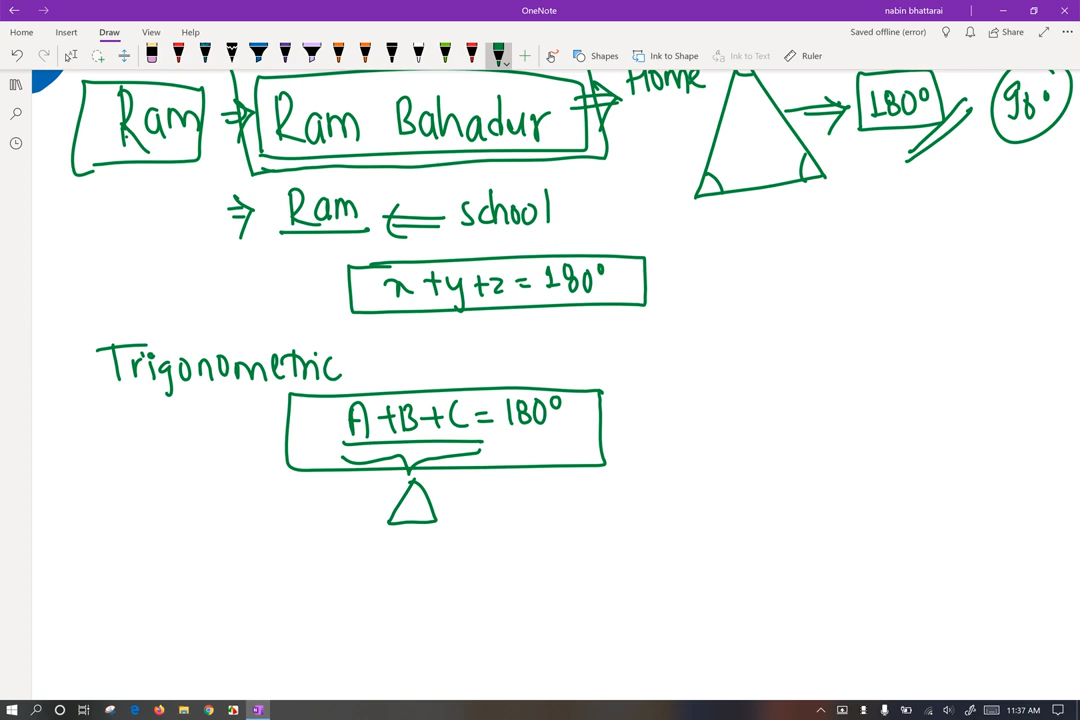 OneNote
nabin bhattarai
Home Insert Draw View Help
Saved offline (error)
Share
Shapes
Ink to Shape
Ink to Text
Ruler
Ram ⇒ Ram Bahadur ⇒ Home
⇒ 180°
⇒ Ram ⇐ school
x+y+z=180°
Trigonometric
A+B+C=180°
11:37 AM